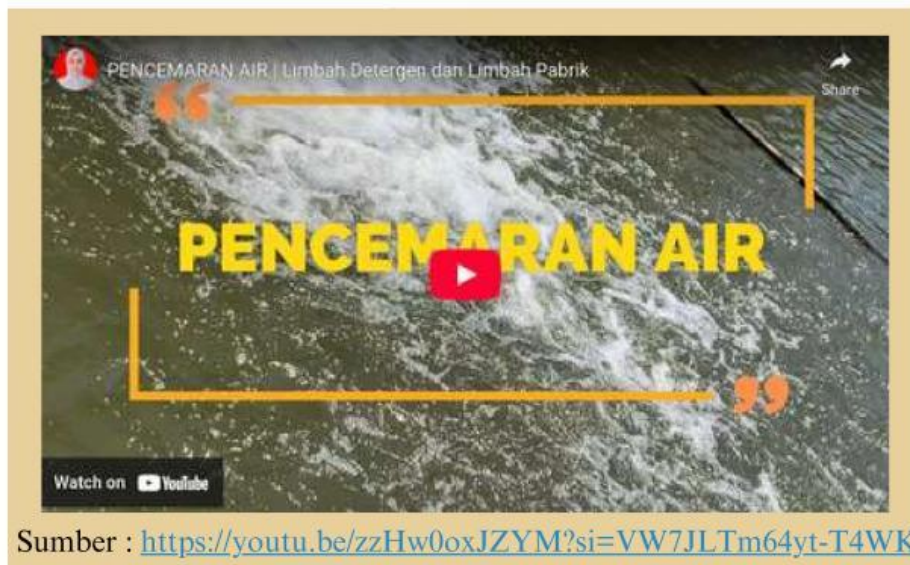 PENCEMARAN AIR | Limbah Detergen dan Limbah Pabrik
Share
“
PENCEMARAN AIR
”
Watch on YouTube
Sumber : https://youtu.be/zzHw0oxJZYM?si=VW7JLTm64yt-T4WK